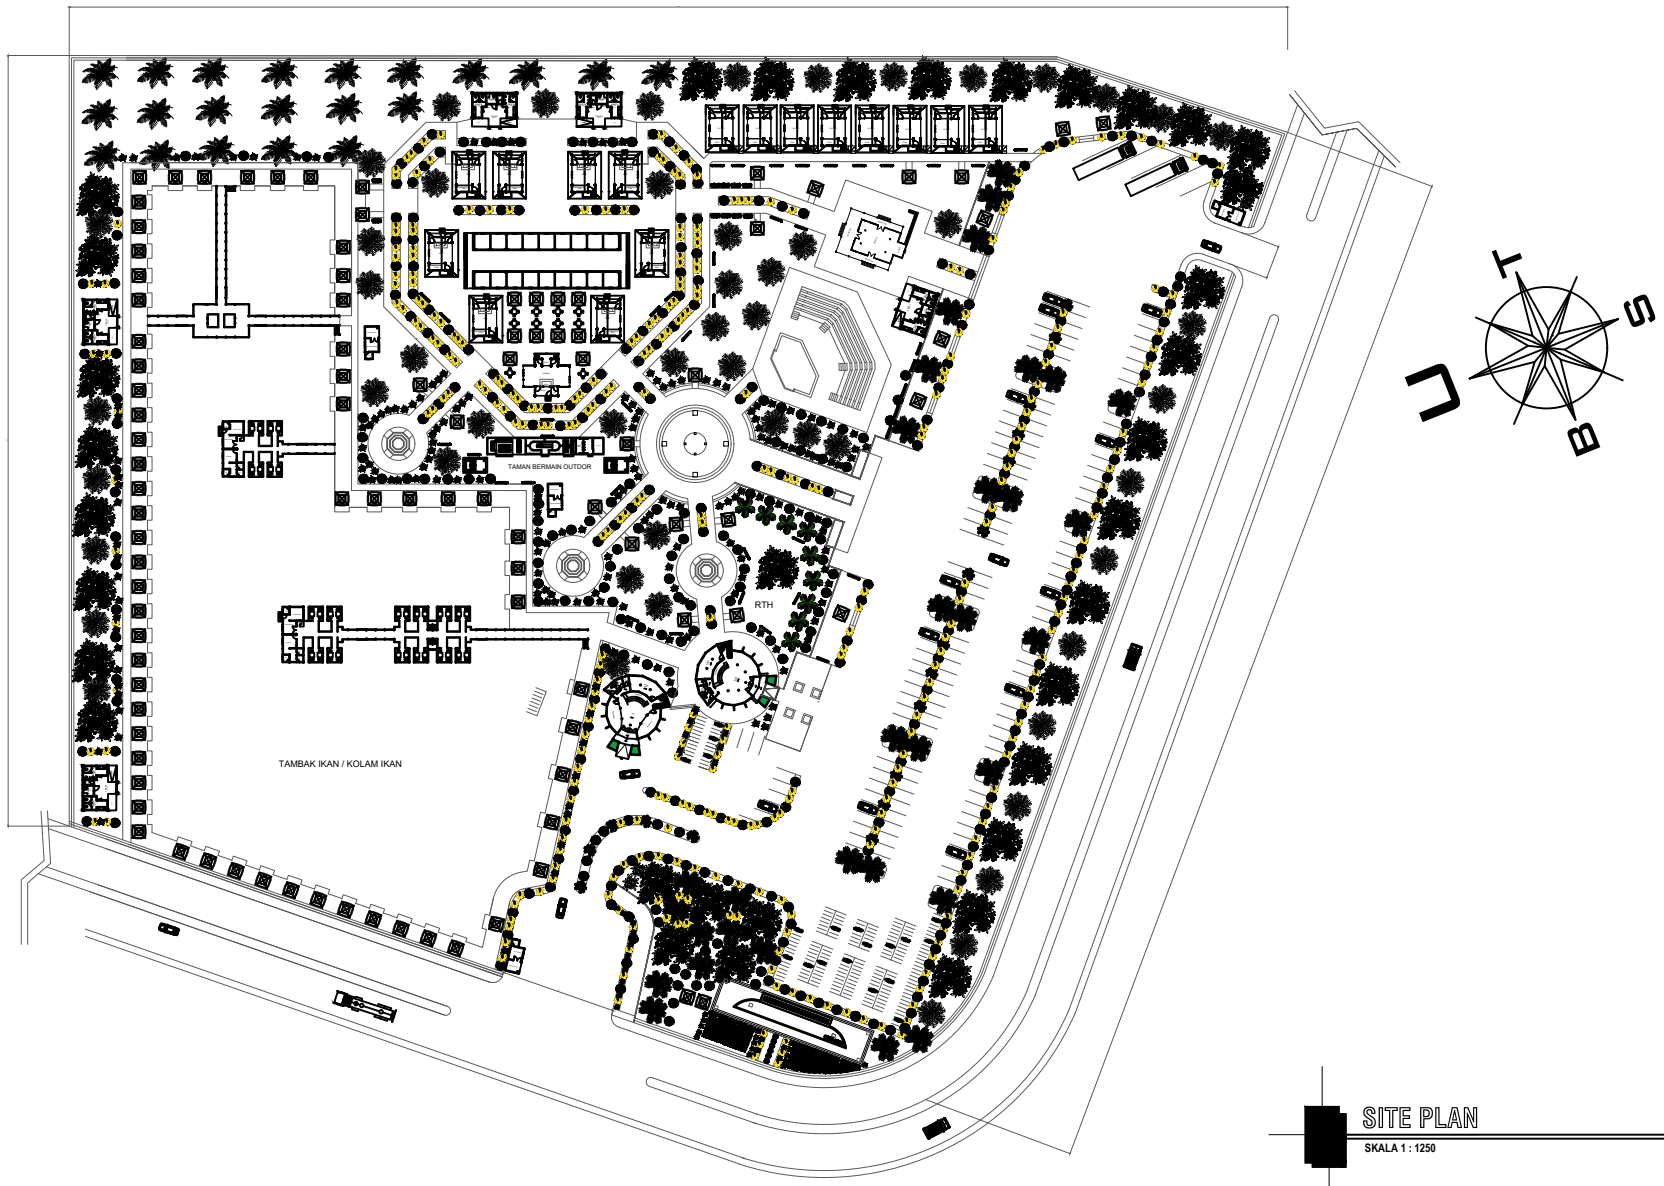 T
S
U
B
TAMAN BERMAIN OUTDOR
RTH
TAMBAK IKAN / KOLAM IKAN
SITE PLAN
SKALA 1 : 1250